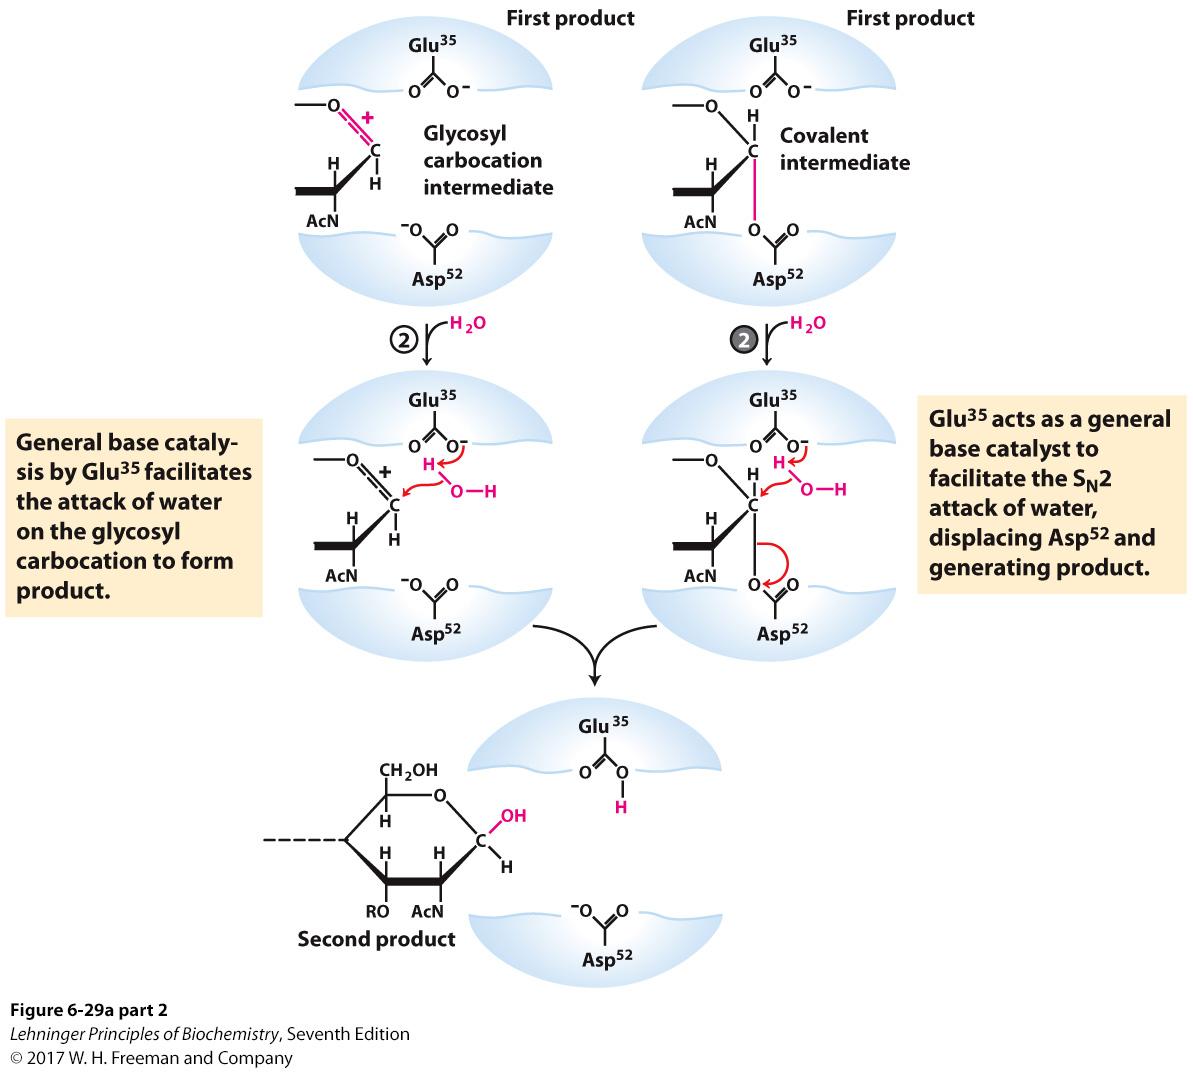 First product
First product
Glu35
Glu35
O O−
O O−
O
+
C
H
H
AcN
Glycosyl
carbocation
intermediate
O
H
C
H
AcN
Covalent
intermediate
−O O
Asp52
O O
Asp52
2
H2O
2
H2O
General base cataly-
sis by Glu35 facilitates
the attack of water
on the glycosyl
carbocation to form
product.
Glu35
O O−
O
+
H
O—H
C
H
H
AcN
−O O
Asp52
Glu35
O O−
O
H
H
O—H
C
H
AcN
O O
Asp52
Glu35 acts as a general
base catalyst to
facilitate the SN2
attack of water,
displacing Asp52 and
generating product.
Glu35
O O
H
CH2OH
O
H
OH
C
H
H
H
RO AcN
Second product
−O O
Asp52
Figure 6-29a part 2
Lehninger Principles of Biochemistry, Seventh Edition
© 2017 W. H. Freeman and Company